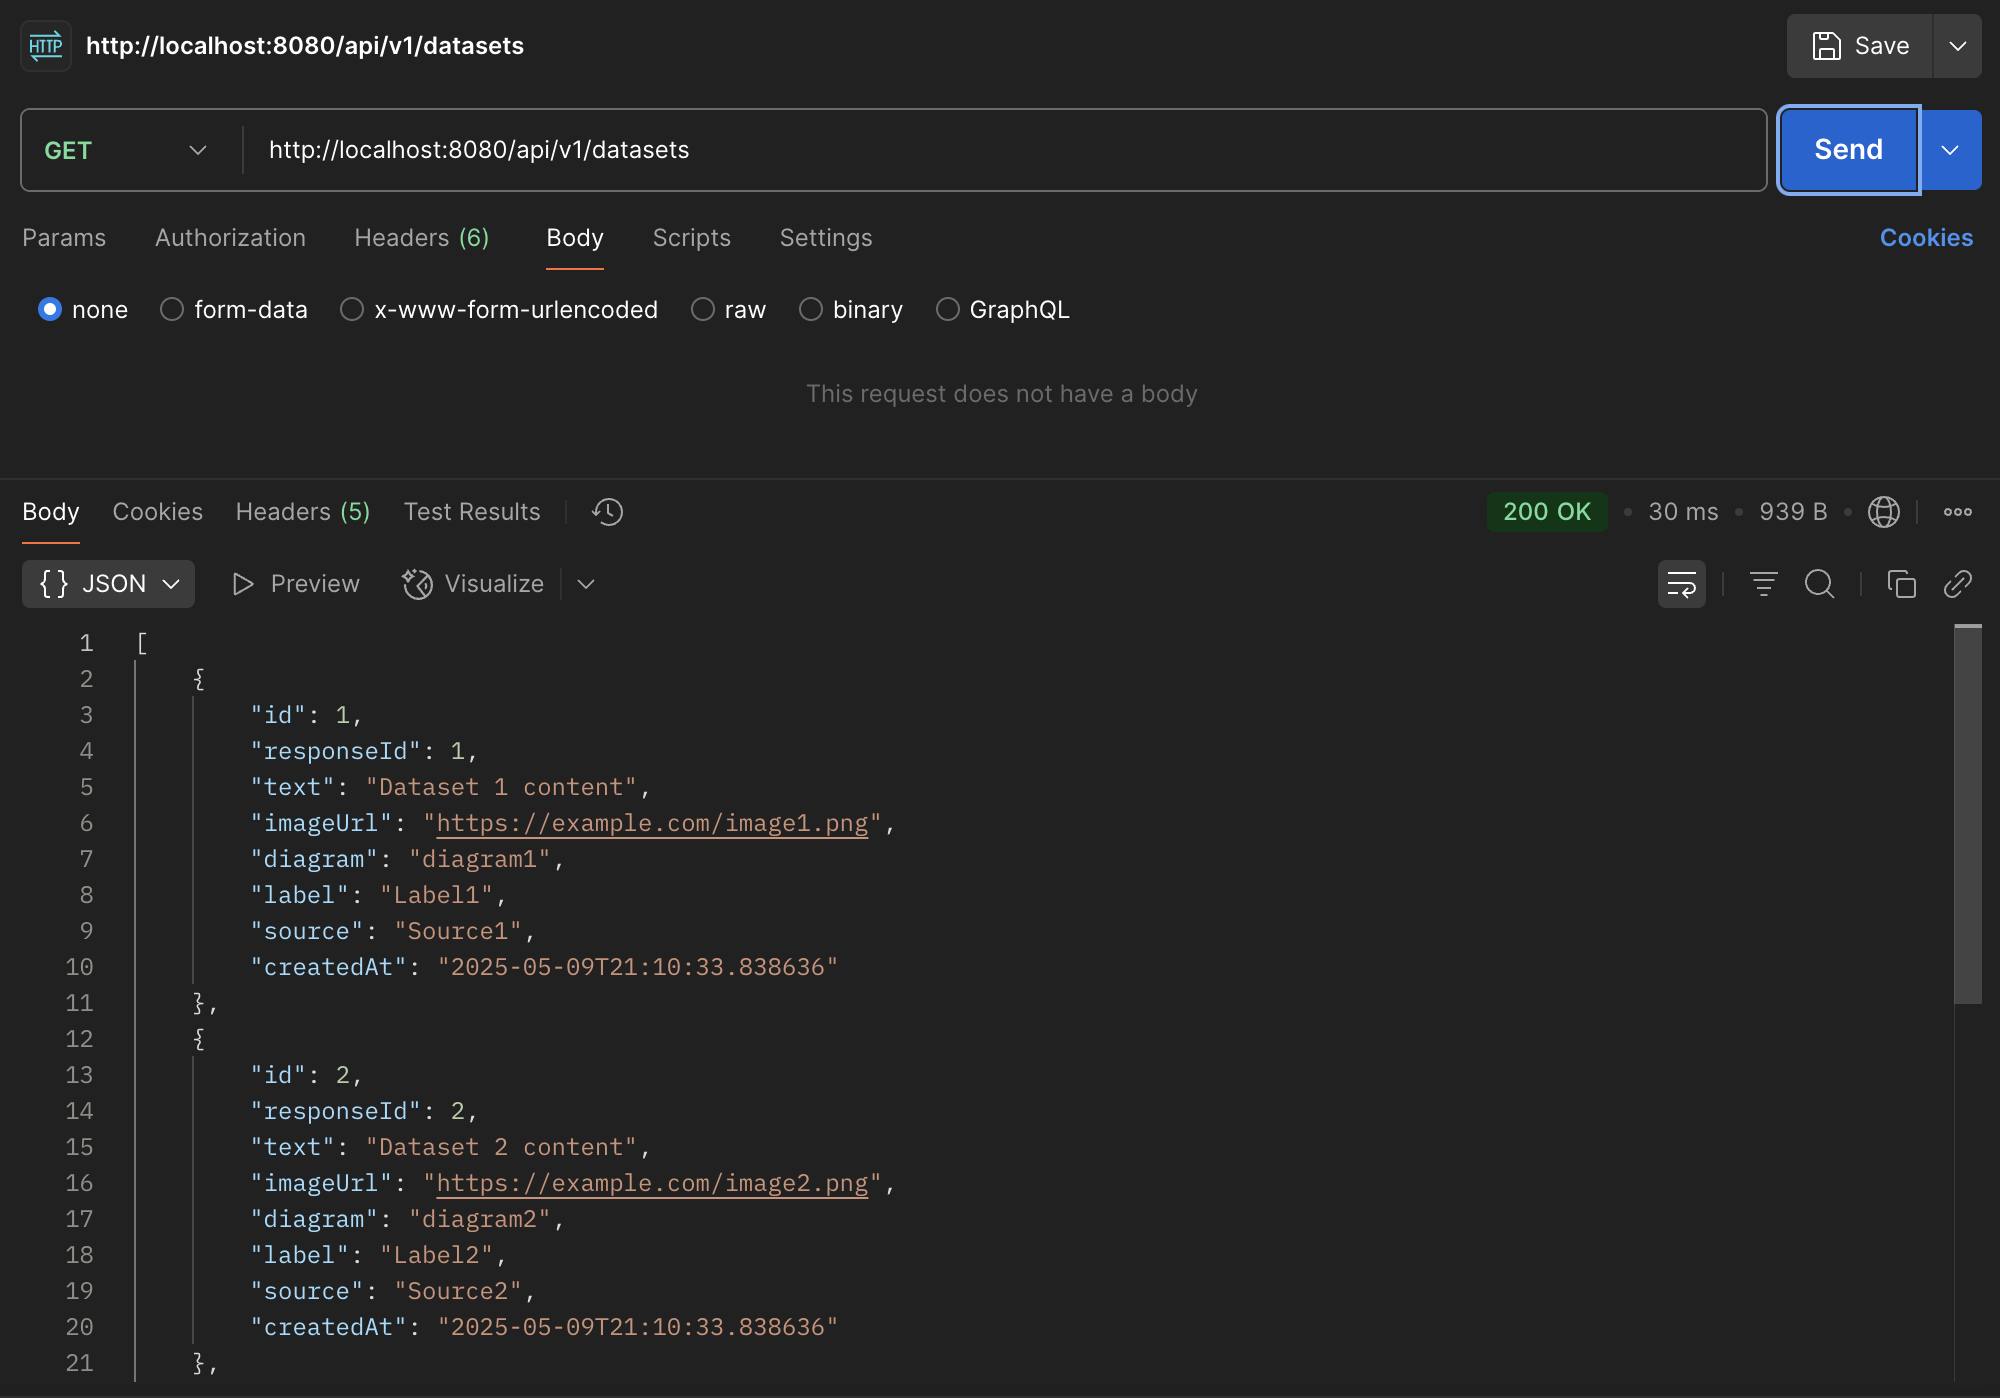 HTTP http://localhost:8080/api/v1/datasets Save
GET http://localhost:8080/api/v1/datasets Send
Params Authorization Headers (6) Body Scripts Settings Cookies
none form-data x-www-form-urlencoded raw binary GraphQL
This request does not have a body
Body Cookies Headers (5) Test Results 200 OK • 30 ms • 939 B •
{} JSON Preview Visualize
1 [
2 {
3 "id": 1,
4 "responseId": 1,
5 "text": "Dataset 1 content",
6 "imageUrl": "https://example.com/image1.png",
7 "diagram": "diagram1",
8 "label": "Label1",
9 "source": "Source1",
10 "createdAt": "2025-05-09T21:10:33.838636"
11 },
12 {
13 "id": 2,
14 "responseId": 2,
15 "text": "Dataset 2 content",
16 "imageUrl": "https://example.com/image2.png",
17 "diagram": "diagram2",
18 "label": "Label2",
19 "source": "Source2",
20 "createdAt": "2025-05-09T21:10:33.838636"
21 },